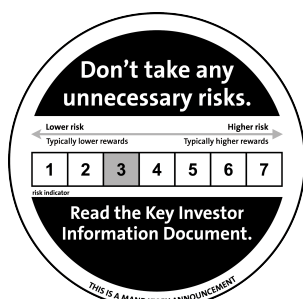 Don't take any
unnecessary risks.
Lower risk Higher risk
Typically lower rewards Typically higher rewards
1 2 3 4 5 6 7
risk indicator
Read the Key Investor
Information Document.
THIS IS A ANNOUNCEMENT